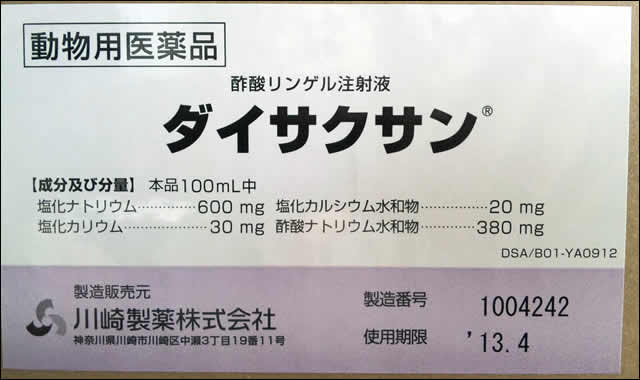 動物用医薬品
酢酸リンゲル注射液
ダイサクサン®
【成分及び分量】 本品100mL中
塩化ナトリウム……………600 mg 塩化カルシウム水和物……………20 mg
塩化カリウム………………30 mg 酢酸ナトリウム水和物…………380 mg
DSA/B01-YA0912
製造販売元
川崎製薬株式会社
神奈川県川崎市川崎区中瀬3丁目19番11号
製造番号 1004242
使用期限 '13.4